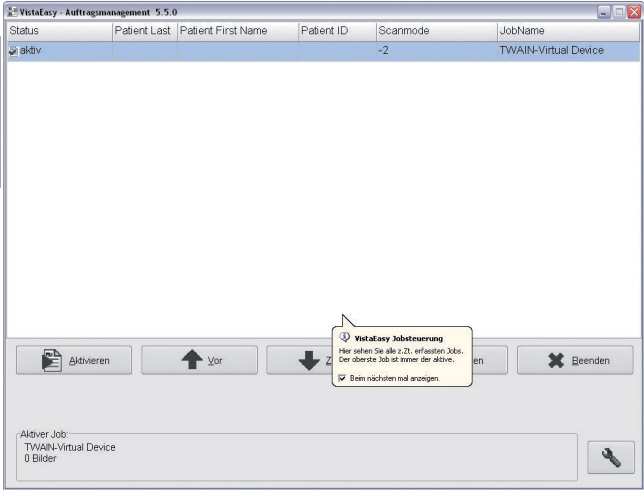 VistaEasy - Auftragsmanagement 5.5.0
Status Patient Last Patient First Name Patient ID Scanmode JobName
aktiv -2 TWAIN-Virtual Device
VistaEasy Jobsteuerung
Hier sehen Sie alle z.Zt. erfassten Jobs.
Der oberste Job ist immer der aktive.
Beim nächsten mal anzeigen.
Aktivieren Vor Z en Beenden
Aktiver Job:
TWAIN-Virtual Device
0 Bilder